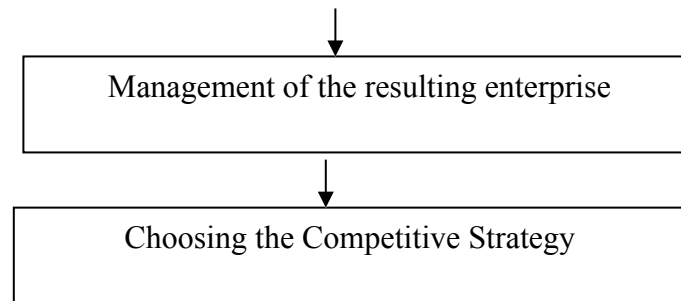 Management of the resulting enterprise
Choosing the Competitive Strategy